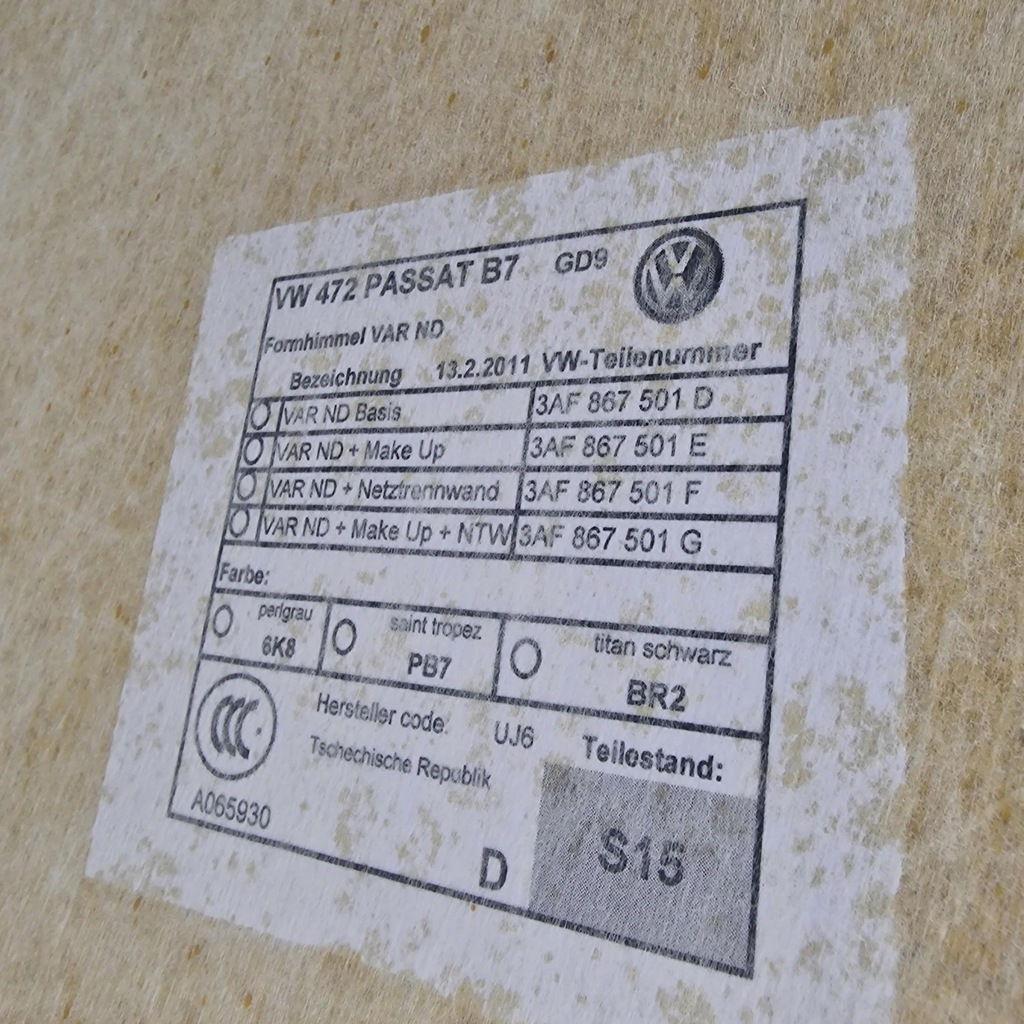 VW 472 PASSAT B7 GD9
Formhimmel VAR ND
Bezeichnung 13.2.2011 VW-Teilenummer
VAR ND Basis 3AF 867 501 D
VAR ND + Make Up 3AF 867 501 E
VAR ND + Netztrennwand 3AF 867 501 F
VAR ND + Make Up + NTW 3AF 867 501 G
Farbe:
perlgrau saint tropez titan schwarz
6K8 PB7 BR2
CCC Hersteller code: UJ6 Teilestand:
Tschechische Republik
A065930 D S15